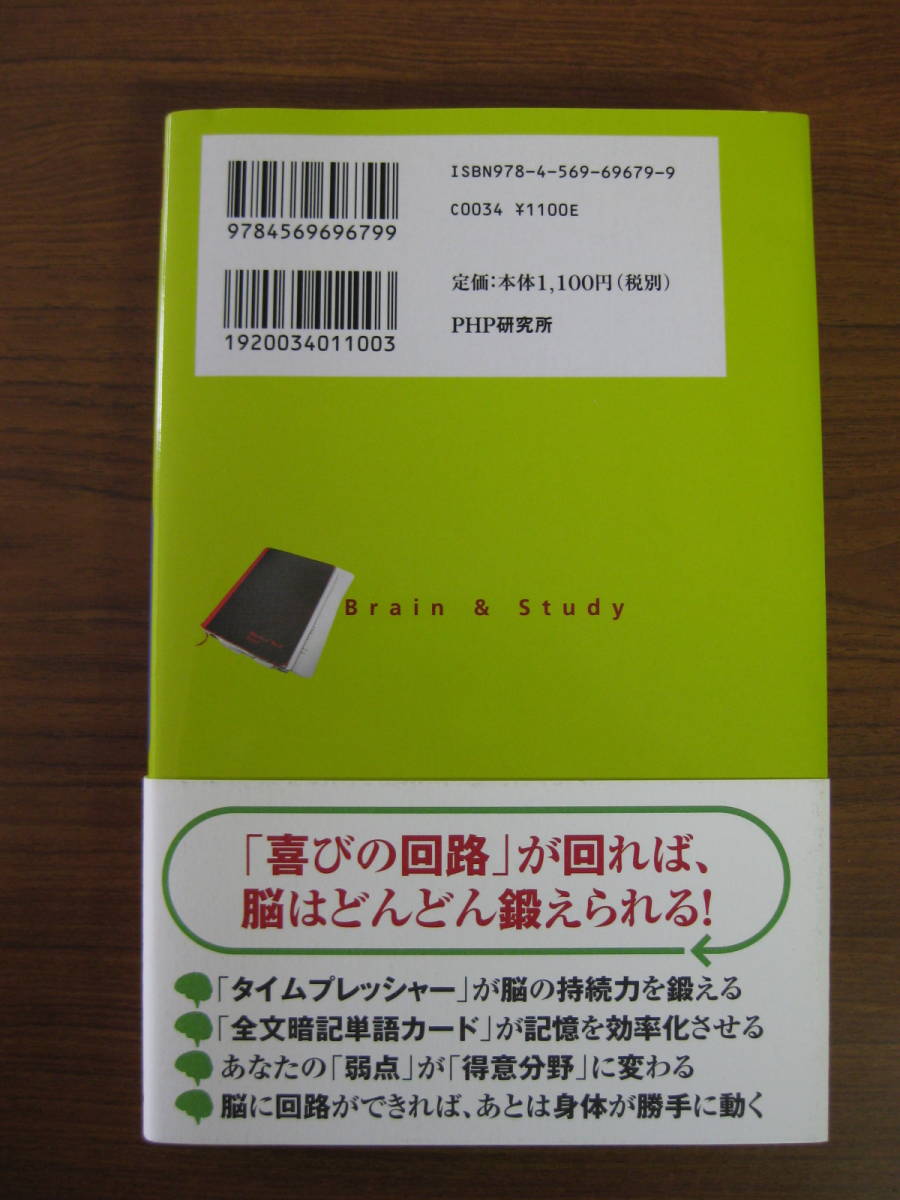 9784569696799
1920034011003
ISBN978-4-569-69679-9
C0034 ¥1100E
定価：本体1,100円（税別）
PHP研究所
Brain & Study
「喜びの回路」が回れば、
脳はどんどん鍛えられる!
「タイムプレッシャー」が脳の持続力を鍛える
「全文暗記単語カード」が記憶を効率化させる
あなたの「弱点」が「得意分野」に変わる
脳に回路ができれば、あとは身体が勝手に動く